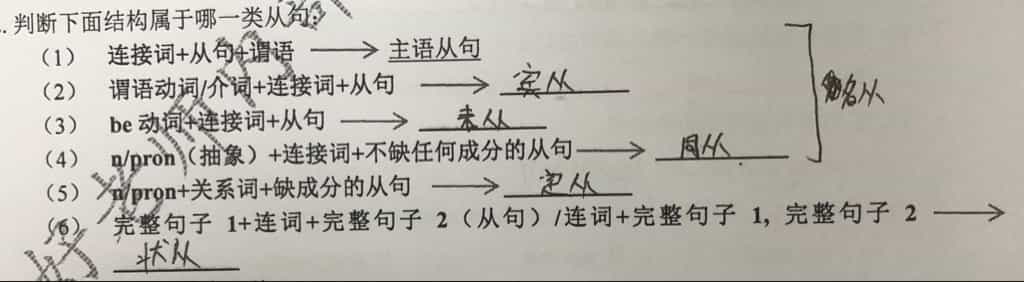 .判断下面结构属于哪一类从句:
(1) 连接词+从句+谓语 ⟶ 主语从句
(2) 谓语动词/介词+连接词+从句 ⟶ 宾从
(3) be 动词+连接词+从句 ⟶ 表从
(4) n/pron(抽象)+连接词+不缺任何成分的从句⟶ 同从
名从
(5) n/pron+关系词+缺成分的从句 ⟶ 定从
(6) 完整句子 1+连词+完整句子 2(从句)/连词+完整句子 1, 完整句子 2 ⟶
状从